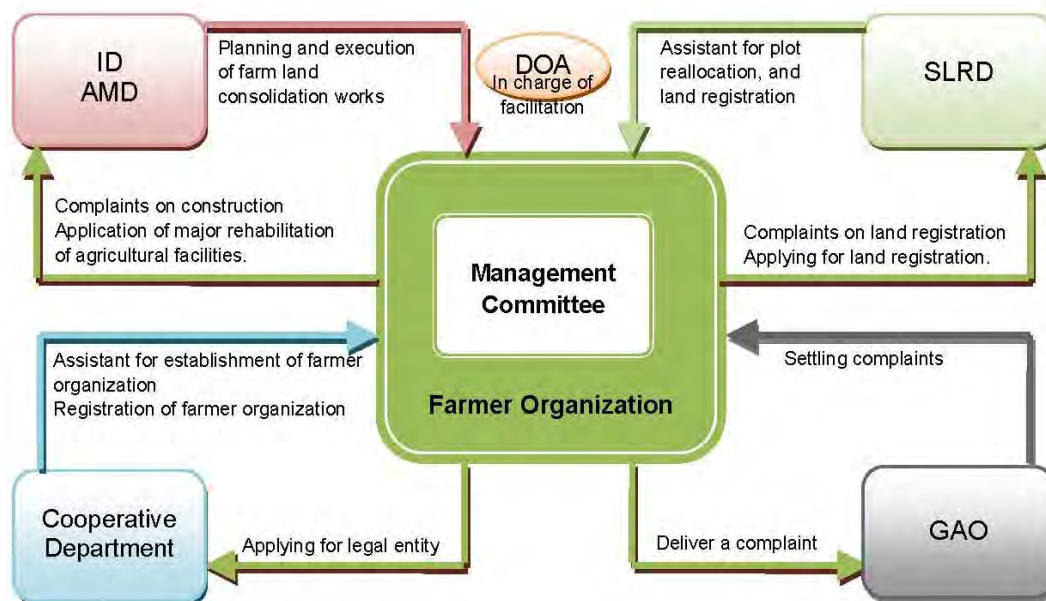 ID
AMD
Planning and execution
of farm land
consolidation works
DOA
In charge of
facilitation
Assistant for plot
reallocation, and
land registration
SLRD
Complaints on construction
Application of major rehabilitation
of agricultural facilities.
Management
Committee
Farmer Organization
Complaints on land registration
Applying for land registration.
Assistant for establishment of farmer
organization
Registration of farmer organization
Settling complaints
Cooperative
Department
Applying for legal entity
Deliver a complaint
GAO